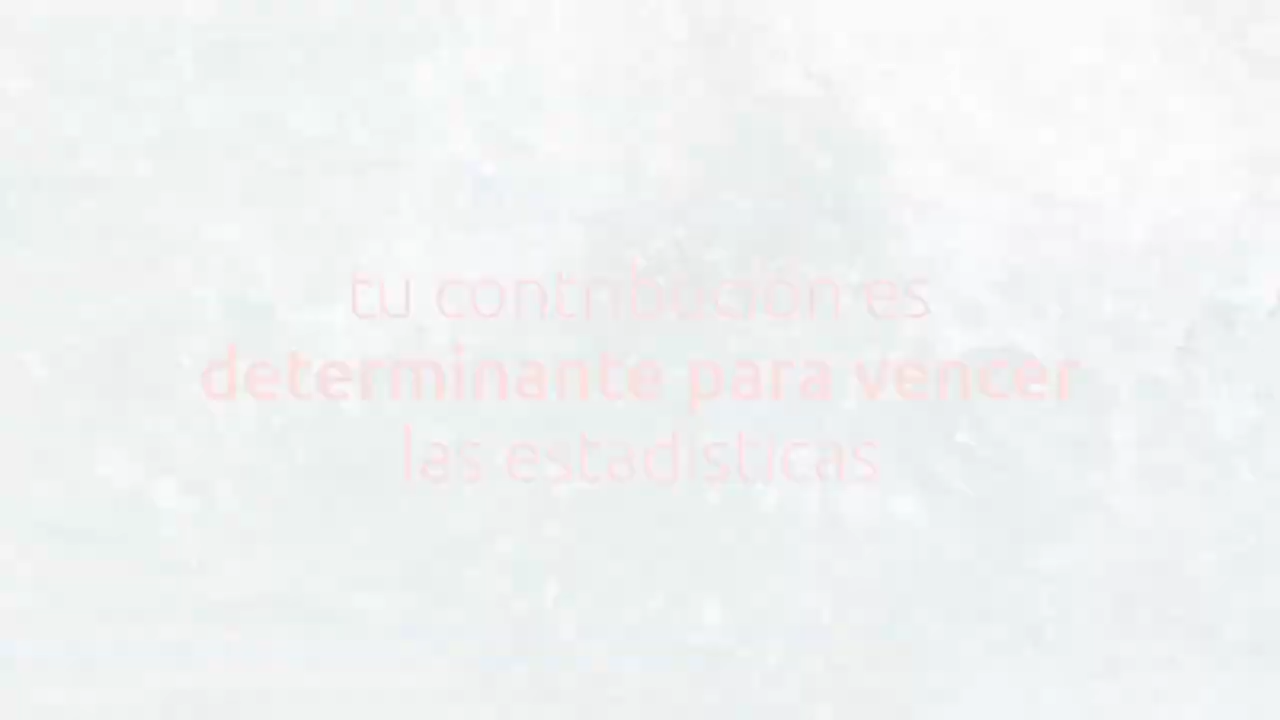 tu contribución es
determinante para vencer
las estadísticas